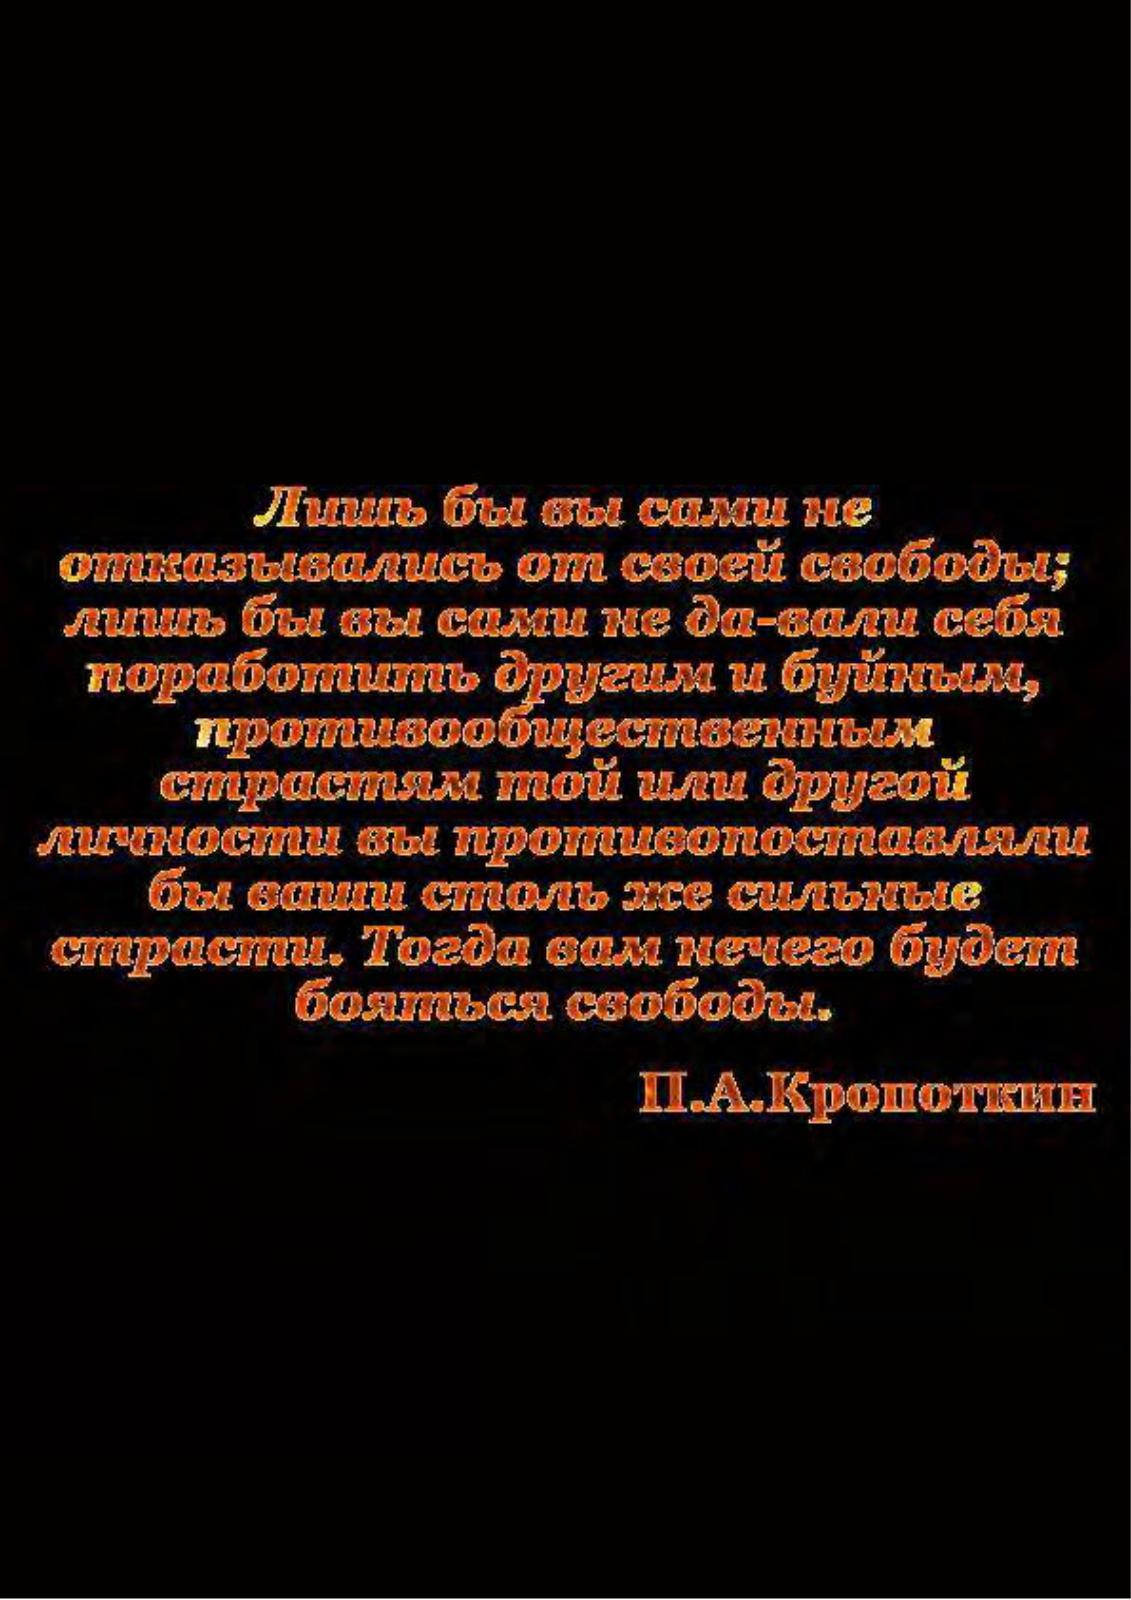 Лишь бы вы сами не
отказывались от своей свободы;
лишь бы вы сами не да-вали себя
поработить другим и буйным,
противообщественным
страстям той или другой
личности вы противопоставляли
бы ваши столь же сильные
страсти. Тогда вам нечего будет
бояться свободы.
П.А.Кропоткин